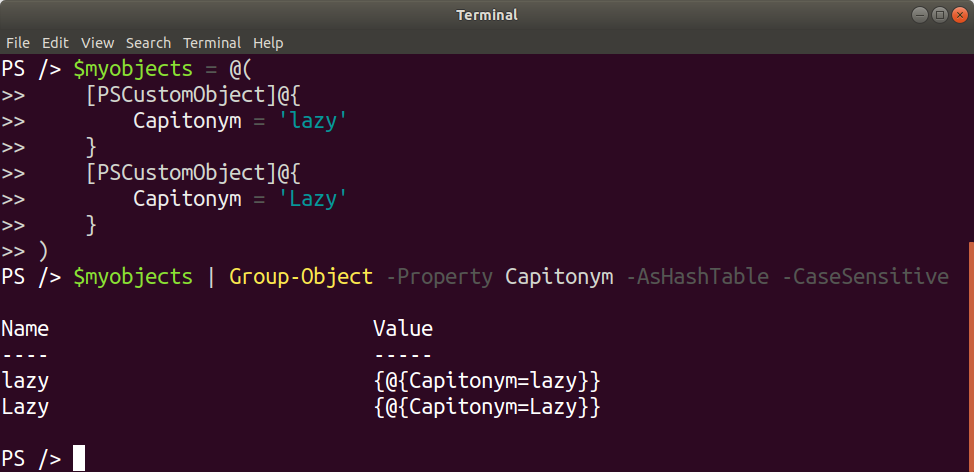 Terminal
File Edit View Search Terminal Help
PS /> $myobjects = @(
>>     [PSCustomObject]@{
>>         Capitonym = 'lazy'
>>     }
>>     [PSCustomObject]@{
>>         Capitonym = 'Lazy'
>>     }
>> )
PS /> $myobjects | Group-Object -Property Capitonym -AsHashTable -CaseSensitive
Name                           Value
----                           -----
lazy                           {@{Capitonym=lazy}}
Lazy                           {@{Capitonym=Lazy}}
PS />